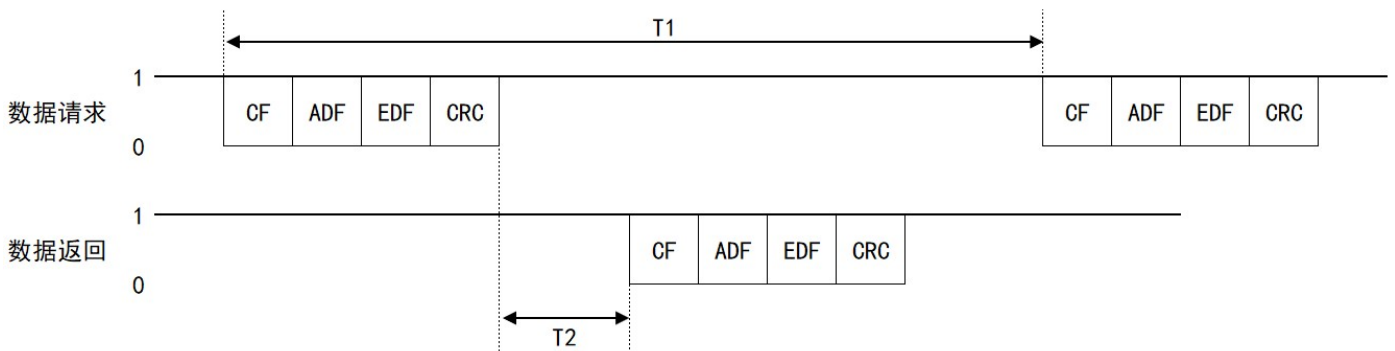 T1
1
数据请求 CF ADF EDF CRC CF ADF EDF CRC
0
1
数据返回 CF ADF EDF CRC
0
T2